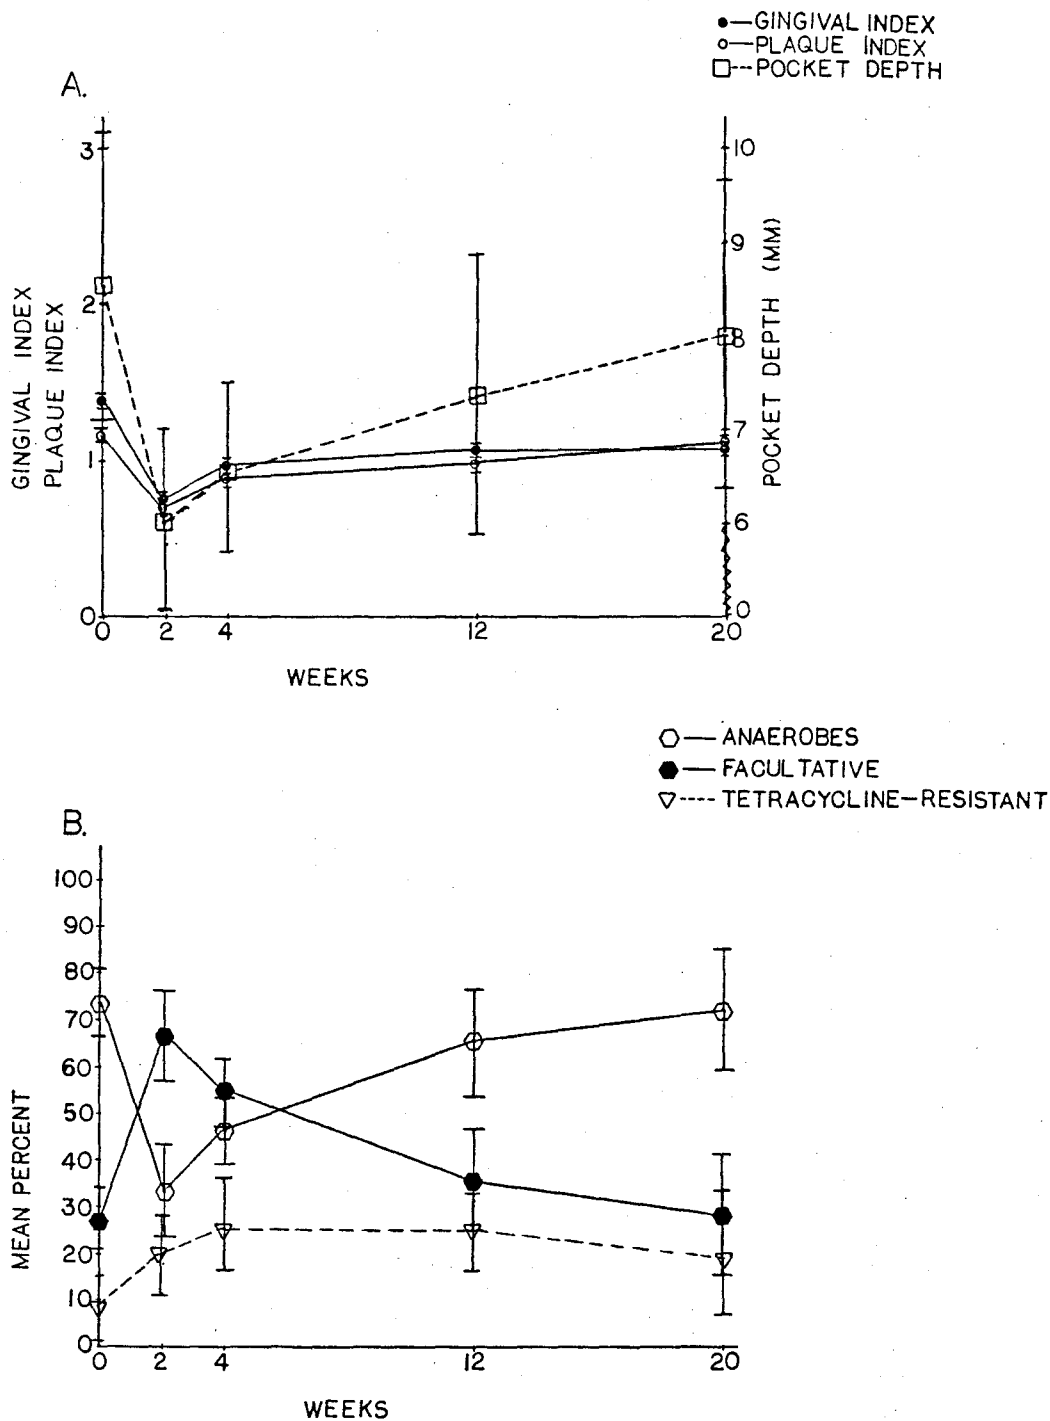 GINGIVAL INDEX
PLAQUE INDEX
POCKET DEPTH
A.
3
2
1
0
GINGIVAL INDEX
PLAQUE INDEX
10
9
8
7
6
0
POCKET DEPTH (MM)
0 2 4 12 20
WEEKS
ANAEROBES
FACULTATIVE
TETRACYCLINE-RESISTANT
B.
100
90
80
70
60
50
40
30
20
10
0
MEAN PERCENT
0 2 4 12 20
WEEKS